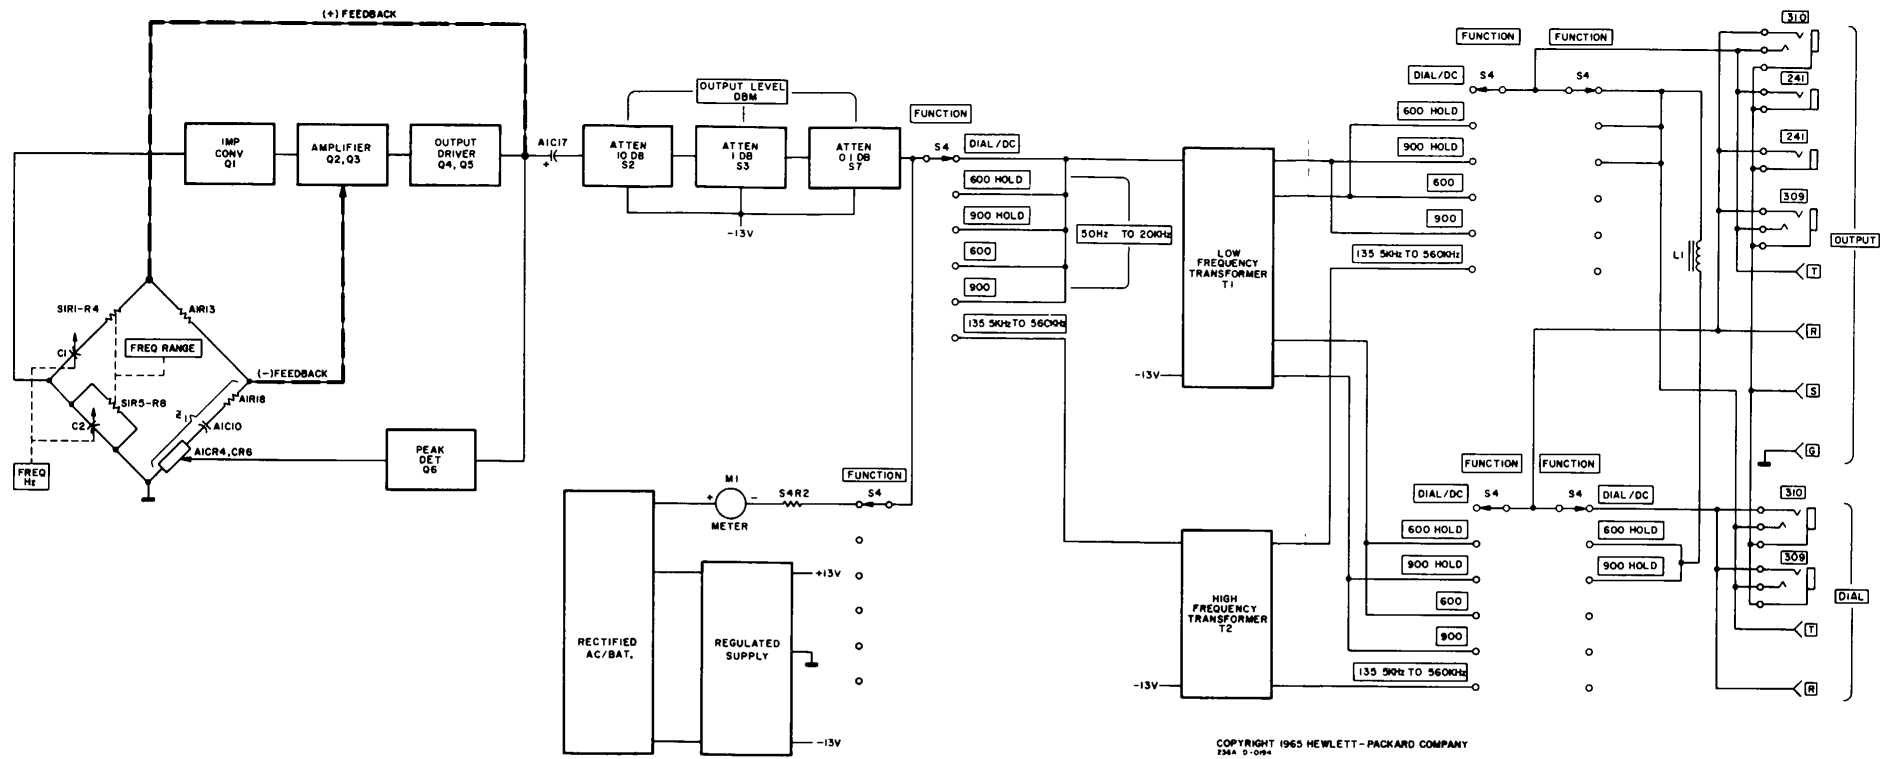 (+) FEEDBACK
IMP
CONV
Q1
AMPLIFIER
Q2,Q3
OUTPUT
DRIVER
Q4, Q5
A1C17
+
OUTPUT LEVEL
DBM
ATTEN
10 DB
S2
ATTEN
1 DB
S3
ATTEN
0.1 DB
S7
-13V
FUNCTION
S4
DIAL/DC
600 HOLD
900 HOLD
600
900
135 5KHz TO 560KHz
50Hz TO 20KHz
S1R1-R4
A1R13
C1
FREQ RANGE
(-)FEEDBACK
S1R5-R8
C2
Z1
A1R18
A1C10
A1CR4,CR6
FREQ
Hz
PEAK
DET
Q6
RECTIFIED
AC/BAT.
+
M1
-
METER
S4R2
FUNCTION
S4
REGULATED
SUPPLY
+13V
-13V
LOW
FREQUENCY
TRANSFORMER
T1
-13V
HIGH
FREQUENCY
TRANSFORMER
T2
-13V
FUNCTION
FUNCTION
DIAL/DC
S4
S4
600 HOLD
900 HOLD
600
900
135 5KHz TO 560KHz
L1
FUNCTION
FUNCTION
DIAL/DC
S4
S4
DIAL/DC
600 HOLD
900 HOLD
600
900
135 5KHz TO 560KHz
600 HOLD
900 HOLD
310
241
241
309
T
R
S
G
OUTPUT
310
309
T
R
DIAL
COPYRIGHT 1965 HEWLETT-PACKARD COMPANY
236A D-0194